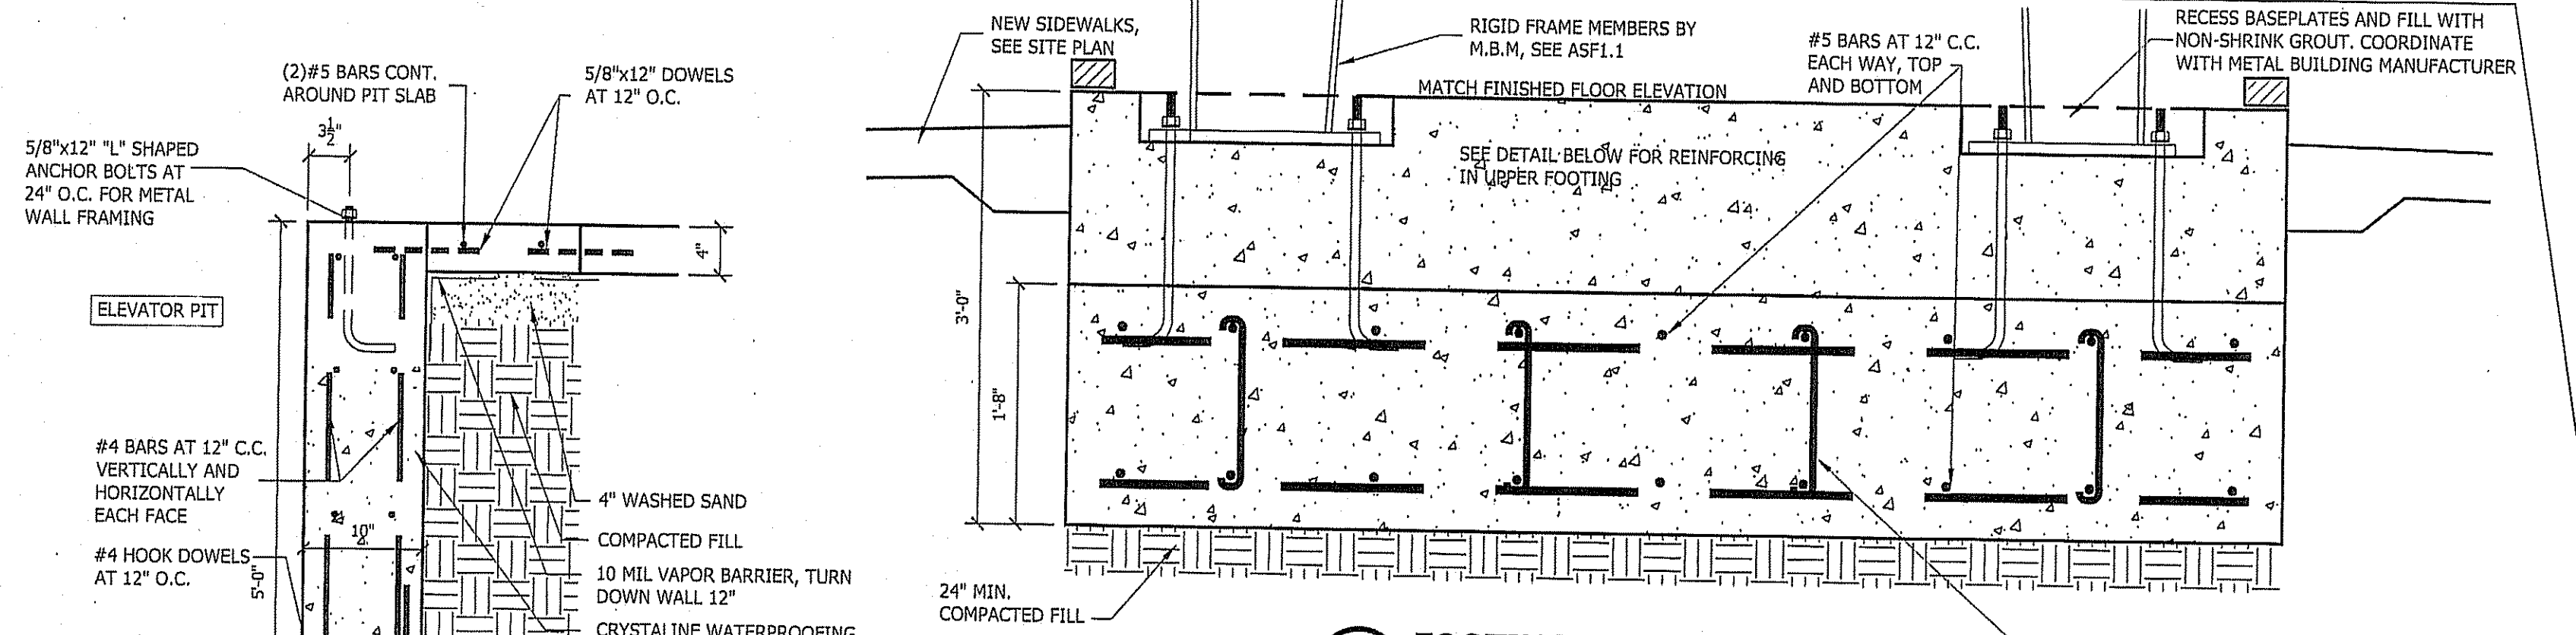 (2)#5 BARS CONT.
AROUND PIT SLAB
5/8"x12" DOWELS
AT 12" O.C.
3½"
5/8"x12" "L" SHAPED
ANCHOR BOLTS AT
24" O.C. FOR METAL
WALL FRAMING
4"
ELEVATOR PIT
#4 BARS AT 12" C.C.
VERTICALLY AND
HORIZONTALLY
EACH FACE
10"
#4 HOOK DOWELS
AT 12" O.C.
5'-0"
4" WASHED SAND
COMPACTED FILL
10 MIL VAPOR BARRIER, TURN
DOWN WALL 12"
CRYSTALINE WATERPROOFING
NEW SIDEWALKS,
SEE SITE PLAN
RIGID FRAME MEMBERS BY
M.B.M, SEE ASF1.1
MATCH FINISHED FLOOR ELEVATION
#5 BARS AT 12" C.C.
EACH WAY, TOP
AND BOTTOM
RECESS BASEPLATES AND FILL WITH
NON-SHRINK GROUT. COORDINATE
WITH METAL BUILDING MANUFACTURER
SEE DETAIL BELOW FOR REINFORCING
IN UPPER FOOTING
3'-0"
1'-8"
24" MIN.
COMPACTED FILL